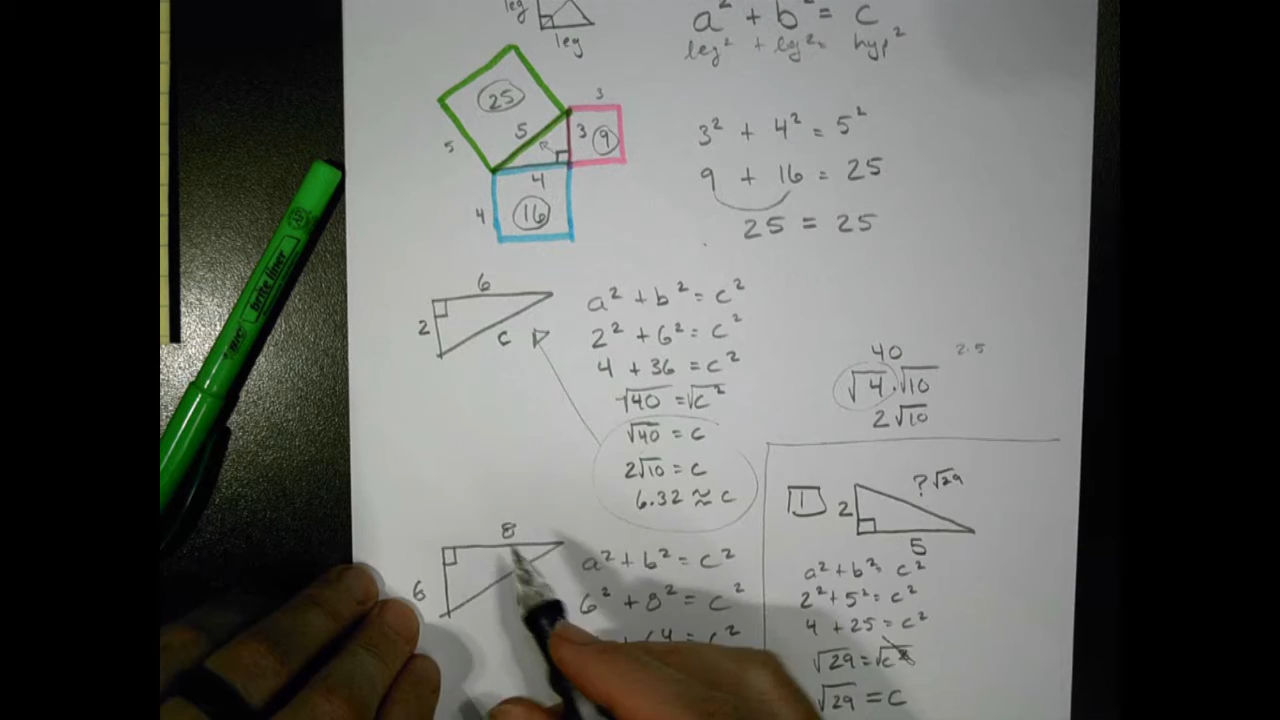 leg
leg
a² + b² = c
leg² + leg² = hyp²
25
5
5
3
3
9
4
4
16
3² + 4² = 5²
9 + 16 = 25
25 = 25
6
2
c
a² + b² = c²
2² + 6² = c²
4 + 36 = c²
√40 = √c²
√40 = c
2√10 = c
6.32 ≈ c
40
2.5
√4 · √10
2√10
8
6
a² + b² = c²
6² + 8² = c²
+ 64 = c²
1
2
? √29
5
a² + b² = c²
2² + 5² = c²
4 + 25 = c²
√29 = √c²
√29 = c
BIC
brite liner
AP